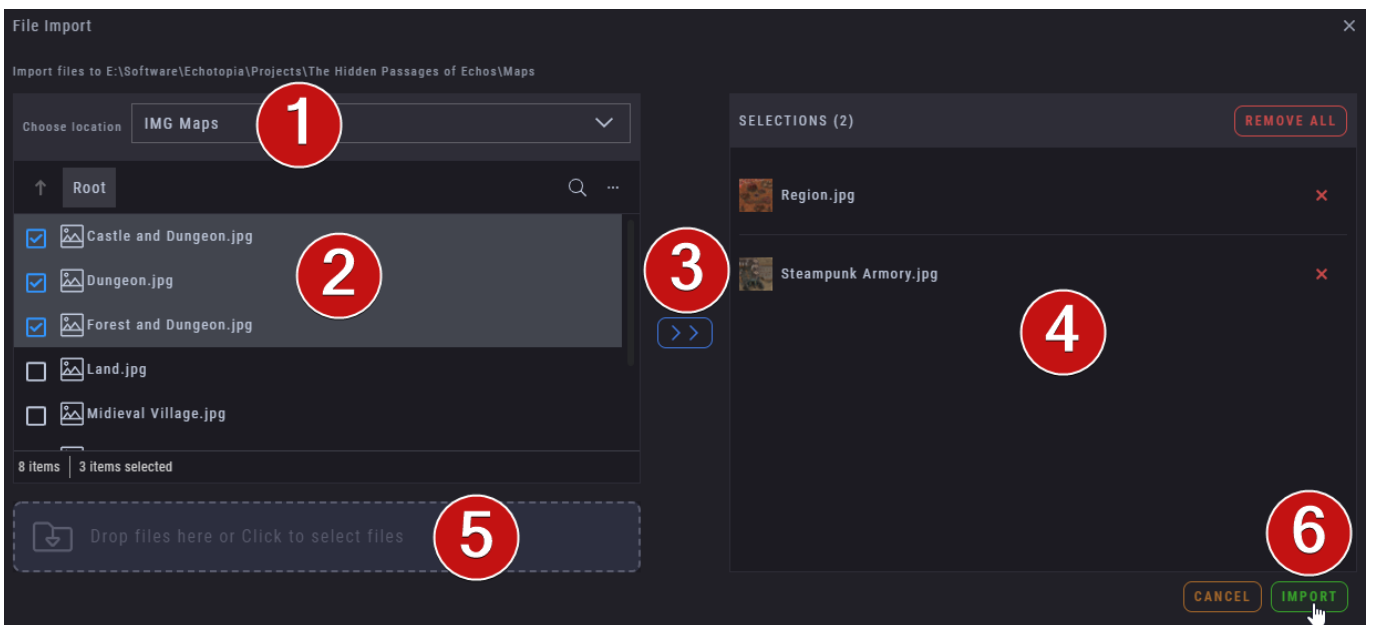 File Import
Import files to E:\Software\Echotopia\Projects\The Hidden Passages of Echos\Maps
Choose location
IMG Maps
1
Root
...
Castle and Dungeon.jpg
Dungeon.jpg
Forest and Dungeon.jpg
Land.jpg
Midieval Village.jpg
2
8 items
3 items selected
Drop files here or Click to select files
5
3
>>
SELECTIONS (2)
REMOVE ALL
Region.jpg
Steampunk Armory.jpg
4
6
CANCEL
IMPORT